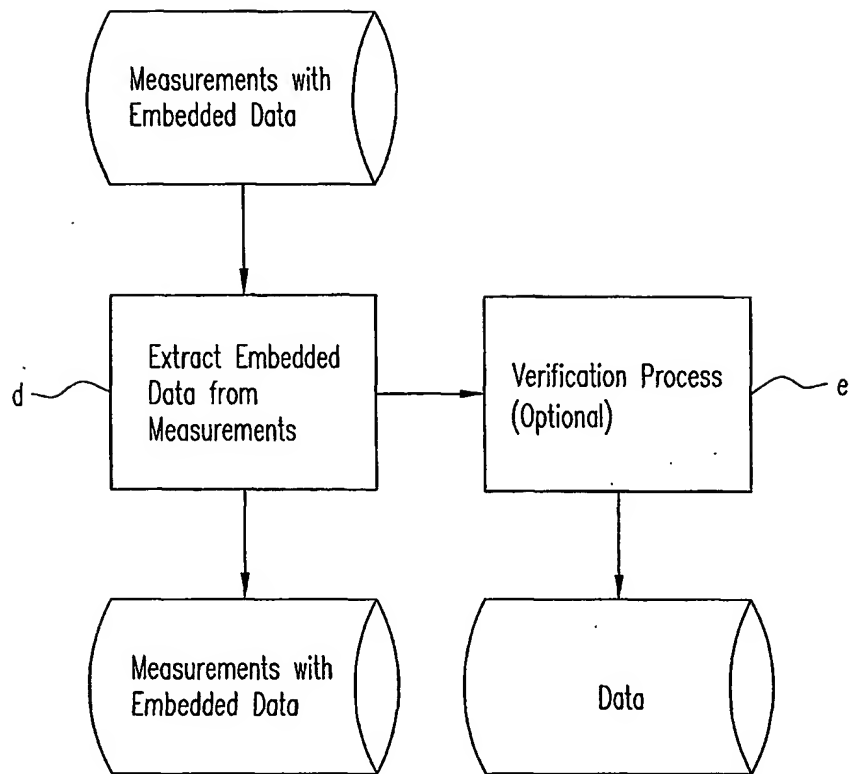 Measurements with
Embedded Data
d
Extract Embedded
Data from
Measurements
Verification Process
(Optional)
e
Measurements with
Embedded Data
Data